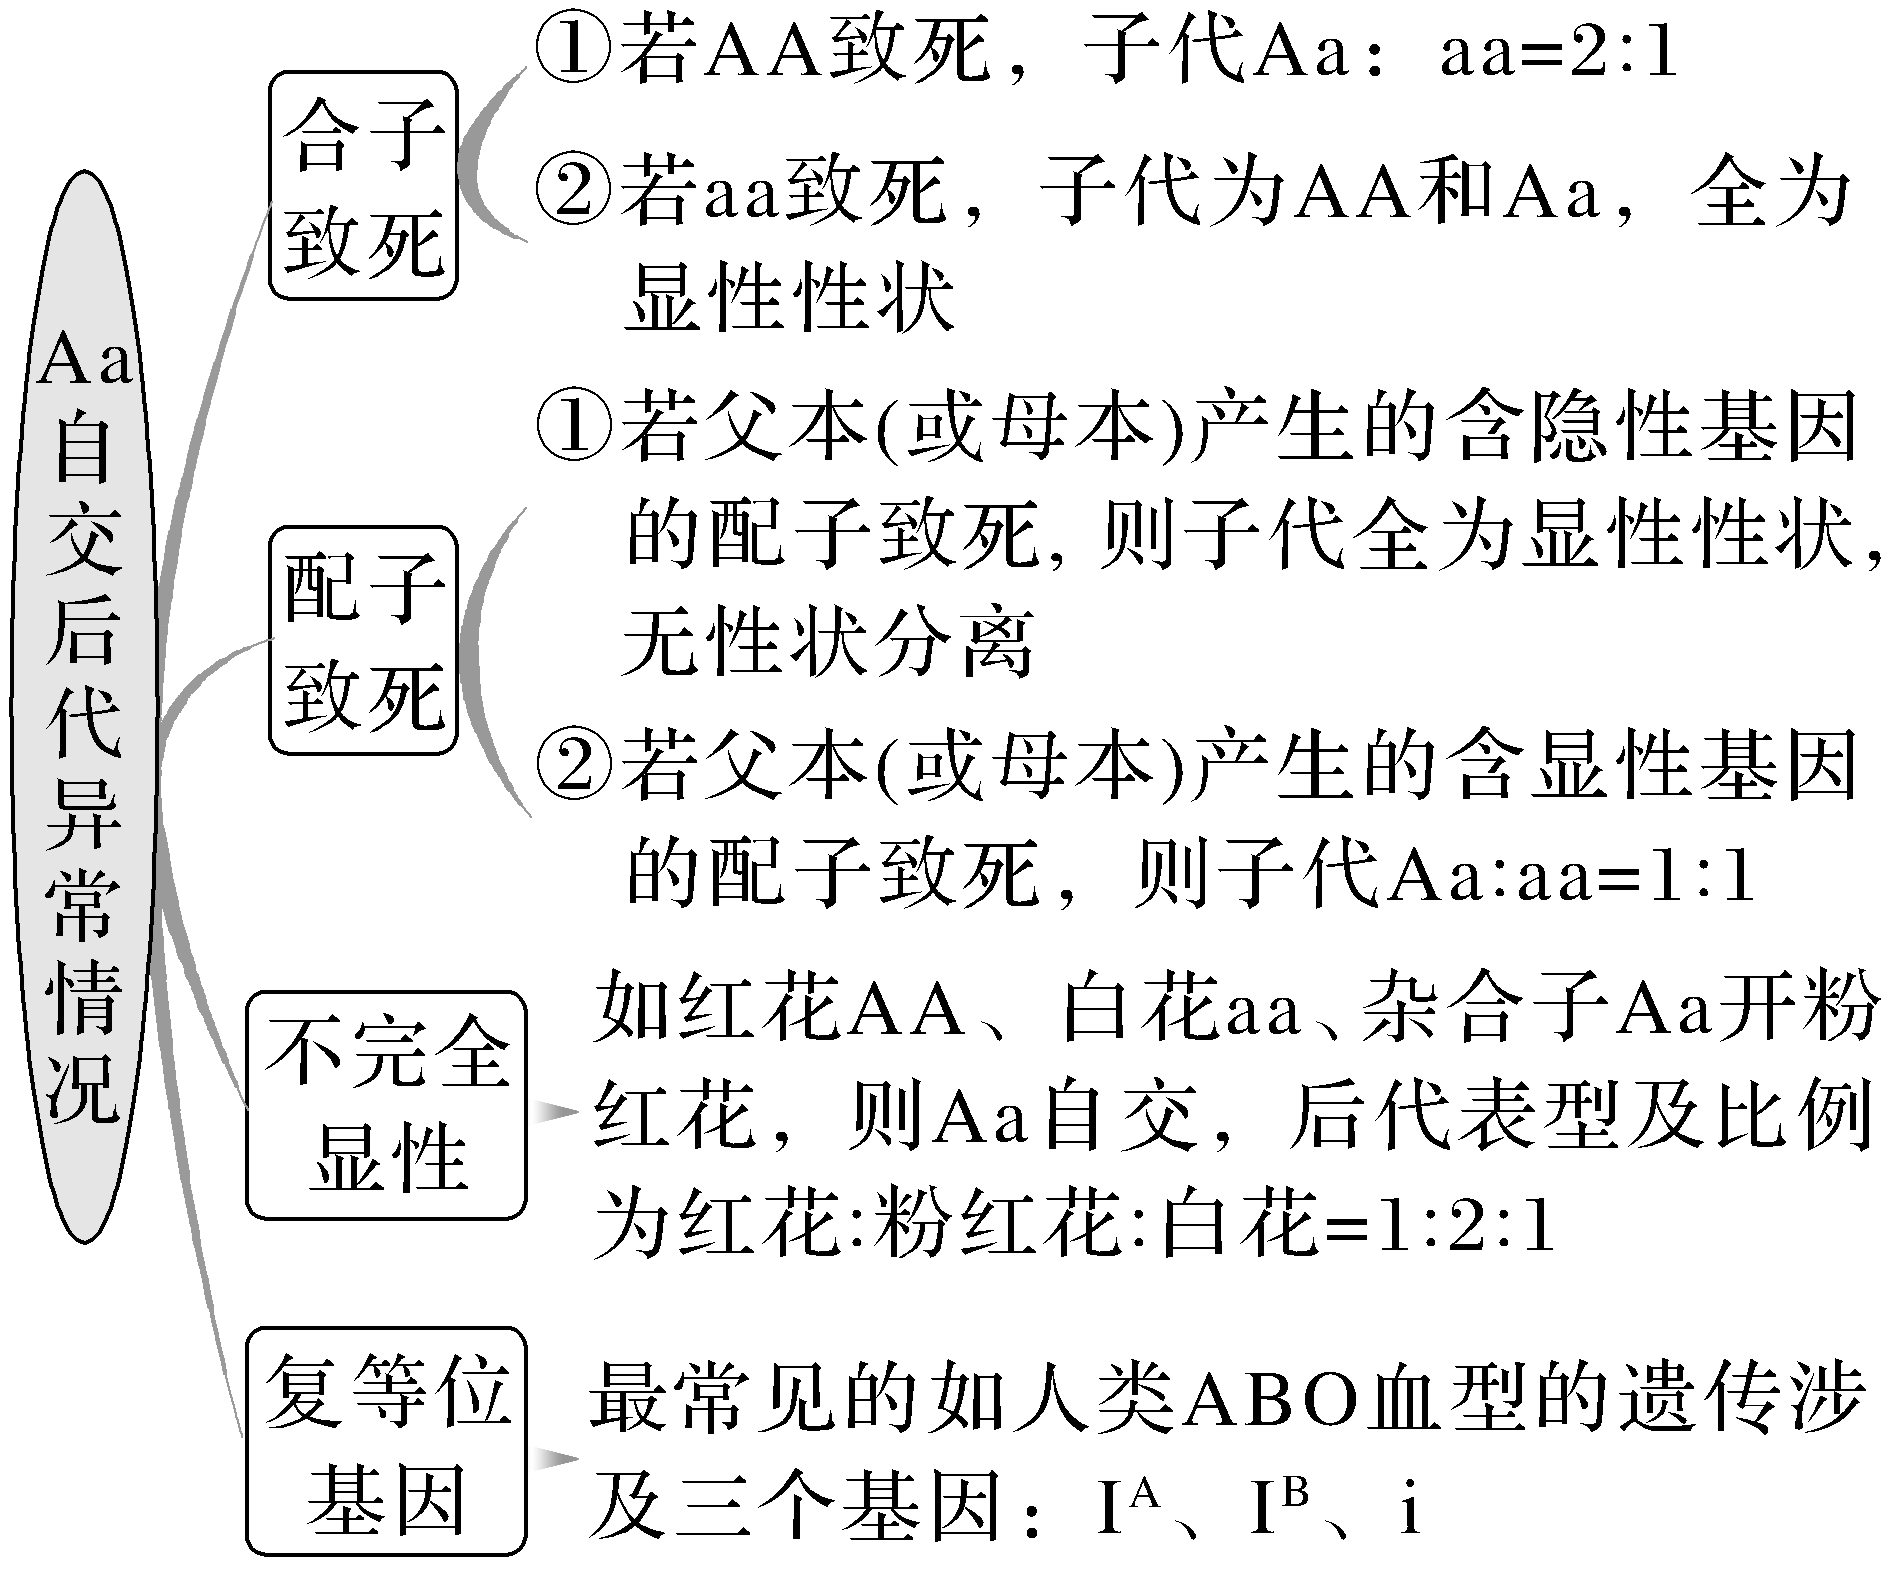 Aa自交后代异常情况
合子
致死
①若AA致死，子代Aa：aa=2:1
②若aa致死，子代为AA和Aa，全为
显性性状
配子
致死
①若父本(或母本)产生的含隐性基因
的配子致死,则子代全为显性性状,
无性状分离
②若父本(或母本)产生的含显性基因
的配子致死，则子代Aa:aa=1:1
不完全
显性
如红花AA、白花aa、杂合子Aa开粉
红花，则Aa自交，后代表型及比例
为红花:粉红花:白花=1:2:1
复等位
基因
最常见的如人类ABO血型的遗传涉
及三个基因：Iᴬ、Iᴮ、i